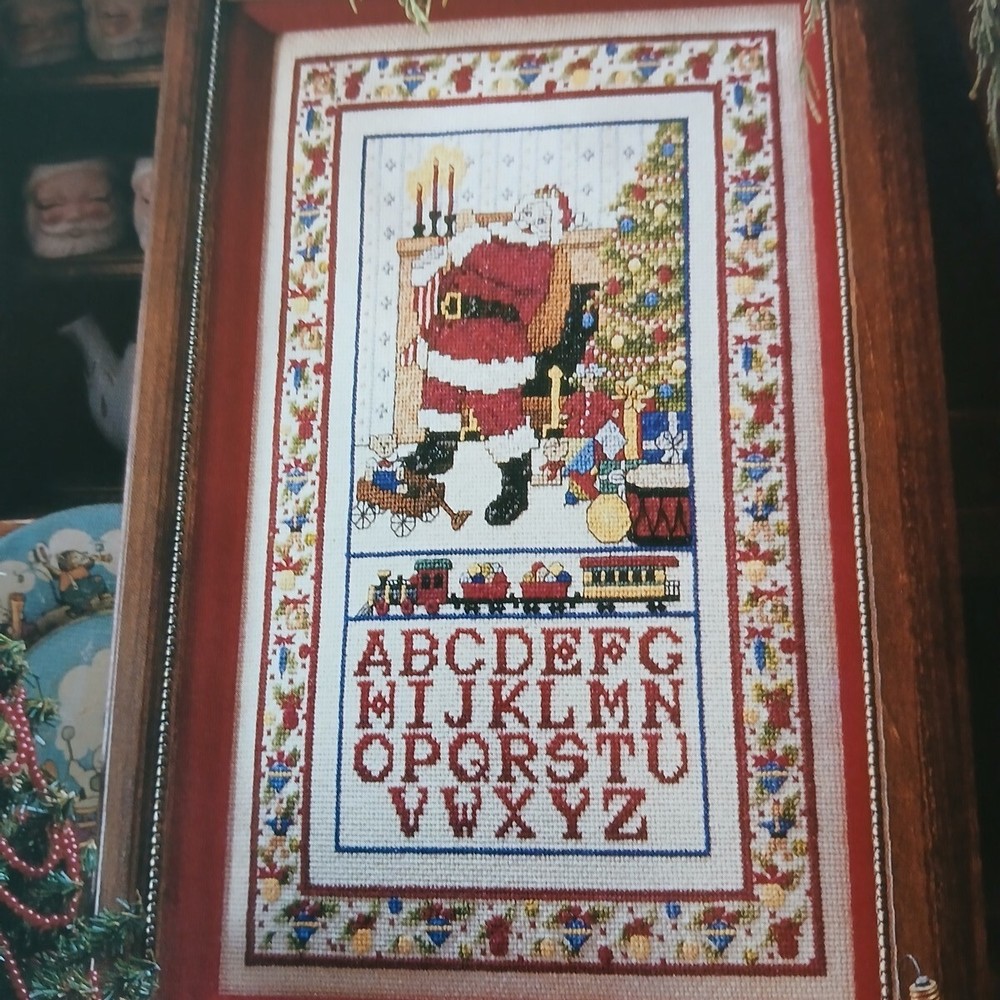 ABCDEFG
HIJKLMN
OPQRSTU
VWXYZ